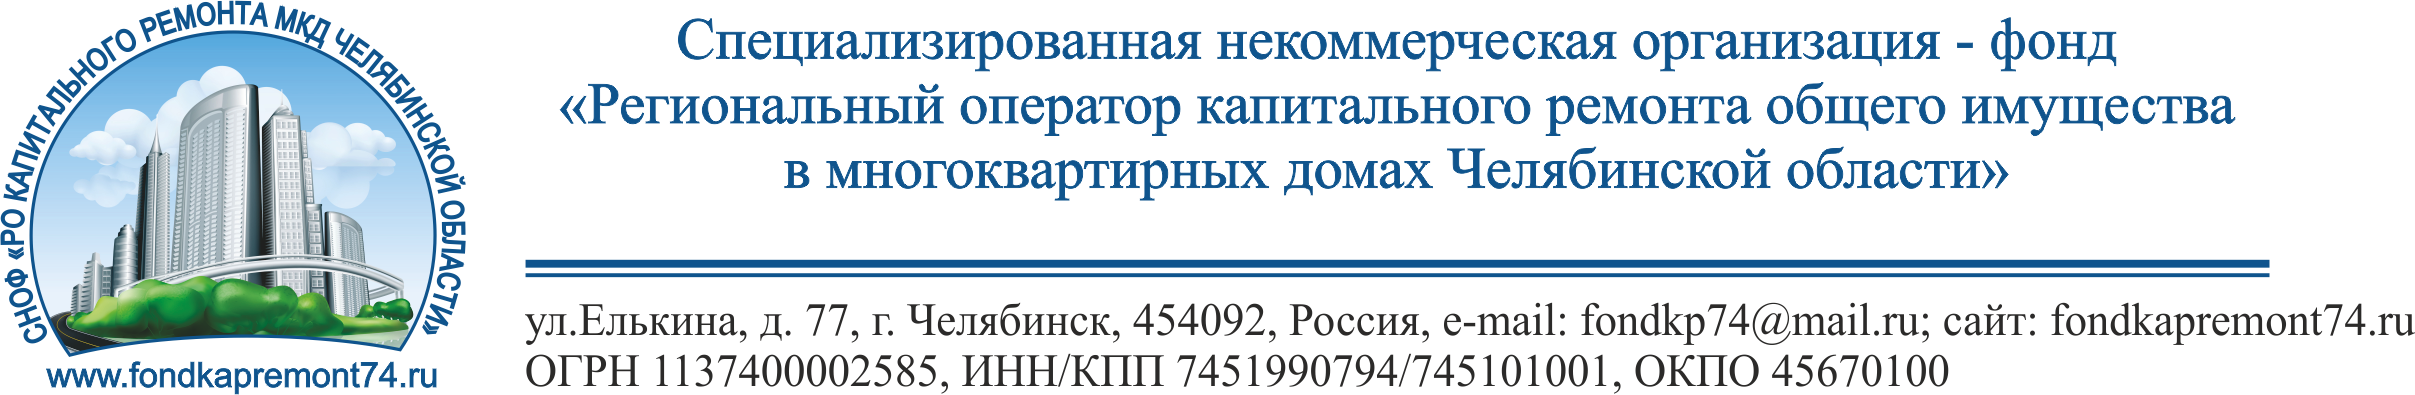 СНОФ «РО КАПИТАЛЬНОГО РЕМОНТА МКД ЧЕЛЯБИНСКОЙ ОБЛАСТИ»
www.fondkapremont74.ru
Специализированная некоммерческая организация - фонд
«Региональный оператор капитального ремонта общего имущества
в многоквартирных домах Челябинской области»
ул.Елькина, д. 77, г. Челябинск, 454092, Россия, e-mail: fondkp74@mail.ru; сайт: fondkapremont74.ru
ОГРН 1137400002585, ИНН/КПП 7451990794/745101001, ОКПО 45670100